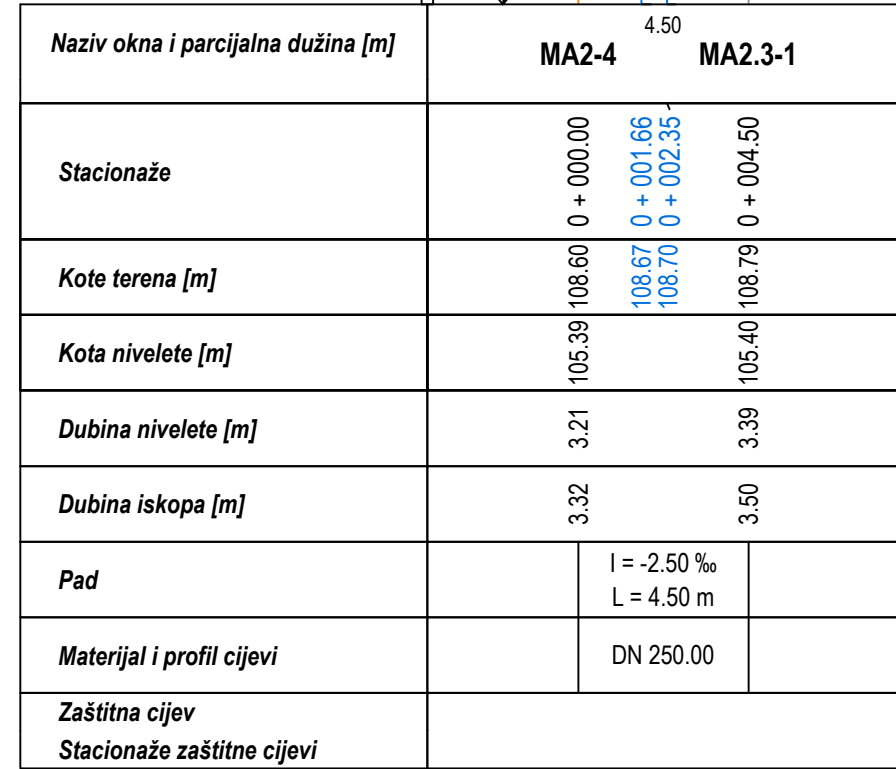 Naziv okna i parcijalna dužina [m]
4.50
MA2-4 MA2.3-1
Stacionaže
0 + 000.00
0 + 001.66
0 + 002.35
0 + 004.50
Kote terena [m]
108.60
108.67
108.70
108.79
Kota nivelete [m]
105.39
105.40
Dubina nivelete [m]
3.21
3.39
Dubina iskopa [m]
3.32
3.50
Pad
I = -2.50 ‰
L = 4.50 m
Materijal i profil cijevi
DN 250.00
Zaštitna cijev
Stacionaže zaštitne cijevi